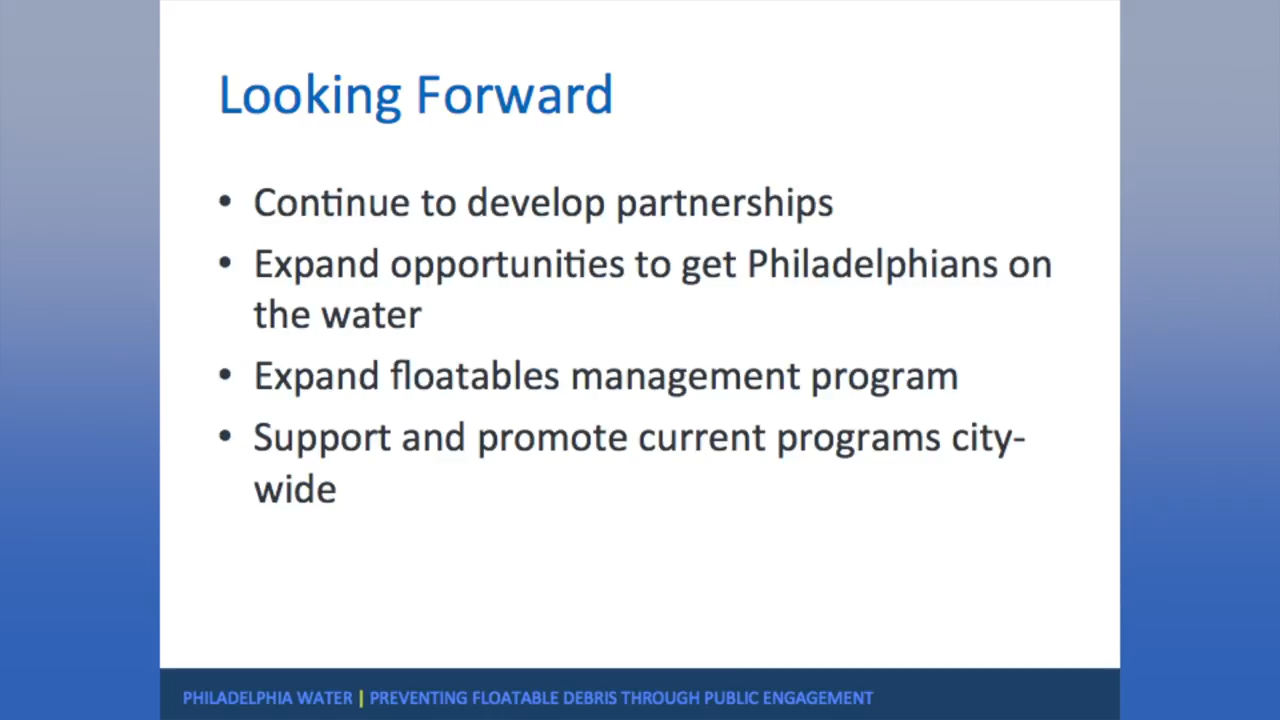 Looking Forward
• Continue to develop partnerships
• Expand opportunities to get Philadelphians on
the water
• Expand floatables management program
• Support and promote current programs city-
wide
PHILADELPHIA WATER | PREVENTING FLOATABLE DEBRIS THROUGH PUBLIC ENGAGEMENT